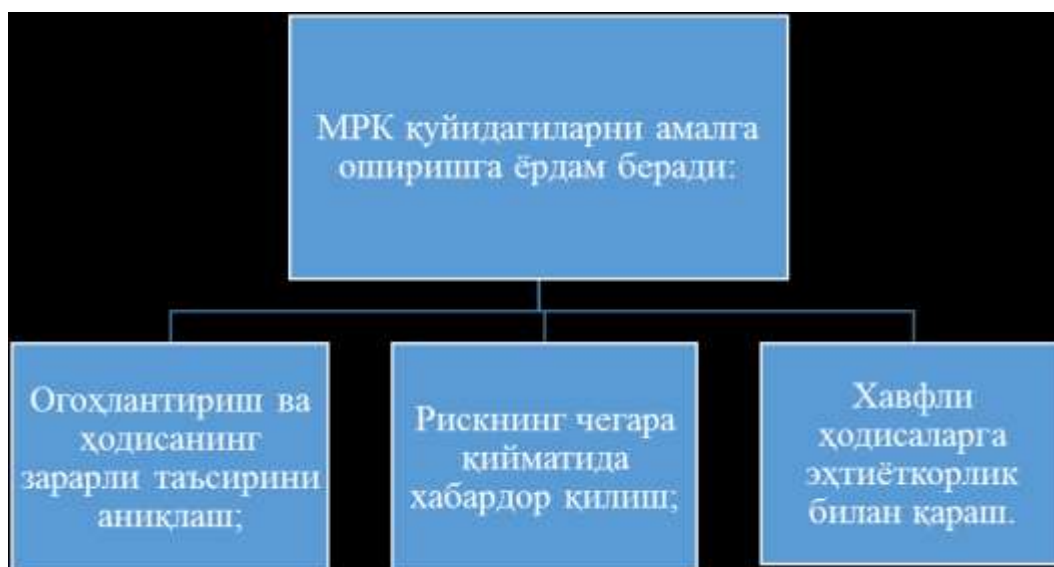 МРК қуйидагиларни амалга
оширишга ёрдам беради:
Огоҳлантириш ва
ҳодисанинг
зарарли таъсирини
аниқлаш;
Рискнинг чегара
қийматида
хабардор қилиш;
Хавфли
ҳодисаларга
эҳтиёткорлик
билан қараш.